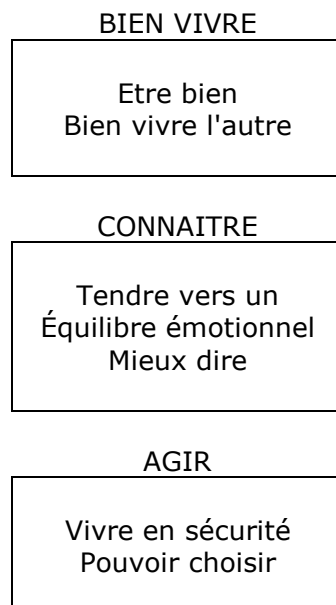 BIEN VIVRE
Etre bien
Bien vivre l'autre
CONNAITRE
Tendre vers un
Équilibre émotionnel
Mieux dire
AGIR
Vivre en sécurité
Pouvoir choisir